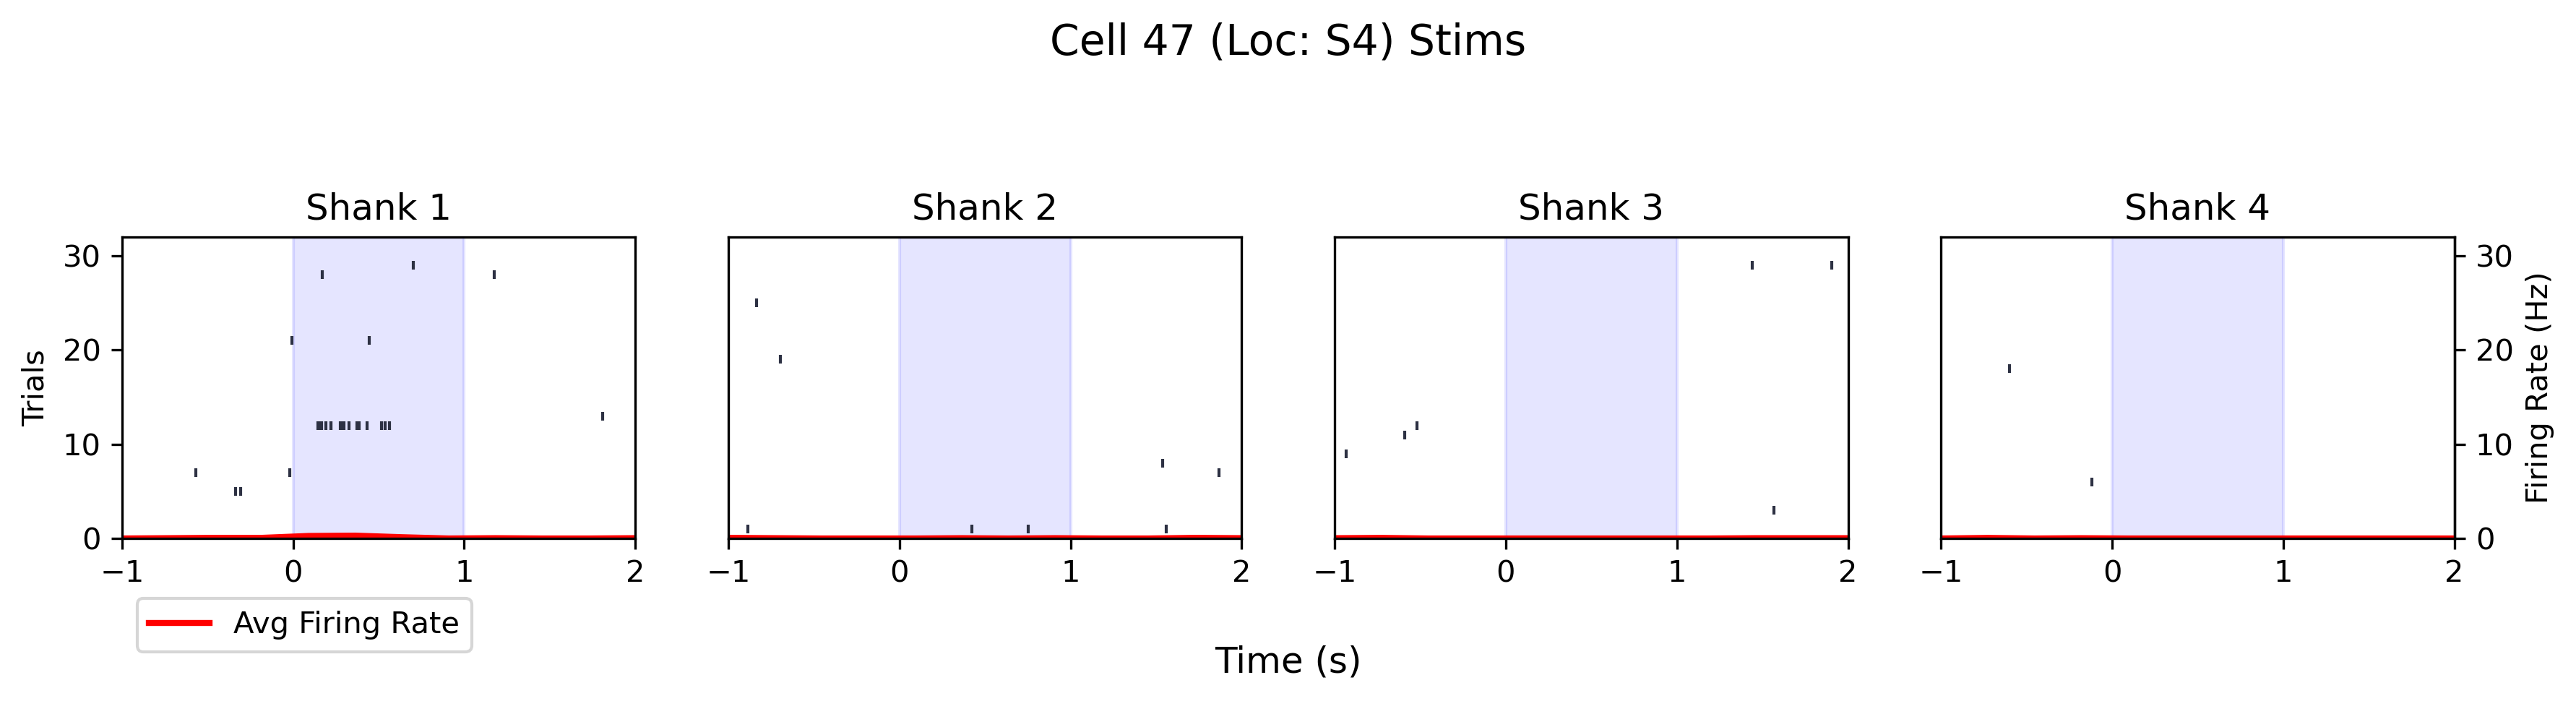 Cell 47 (Loc: S4) Stims
Shank 1
Shank 2
Shank 3
Shank 4
Trials
30
20
10
0
−1 0 1 2
−1 0 1 2
−1 0 1 2
−1 0 1 2
30
20
10
0
Firing Rate (Hz)
Avg Firing Rate
Time (s)